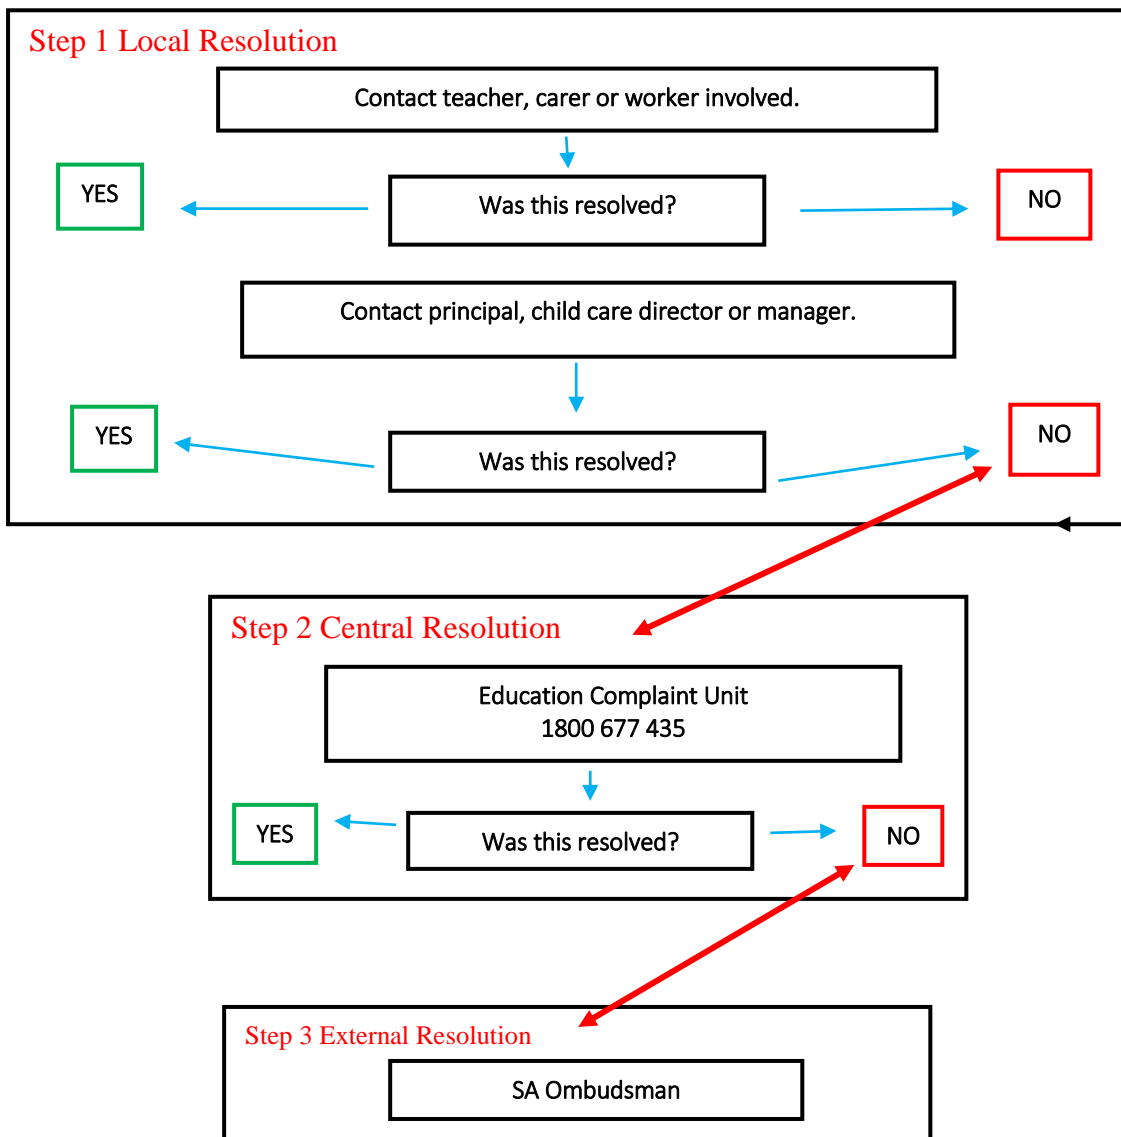 Step 1 Local Resolution
Contact teacher, carer or worker involved.
YES
Was this resolved?
NO
Contact principal, child care director or manager.
YES
Was this resolved?
NO
Step 2 Central Resolution
Education Complaint Unit
1800 677 435
YES
Was this resolved?
NO
Step 3 External Resolution
SA Ombudsman